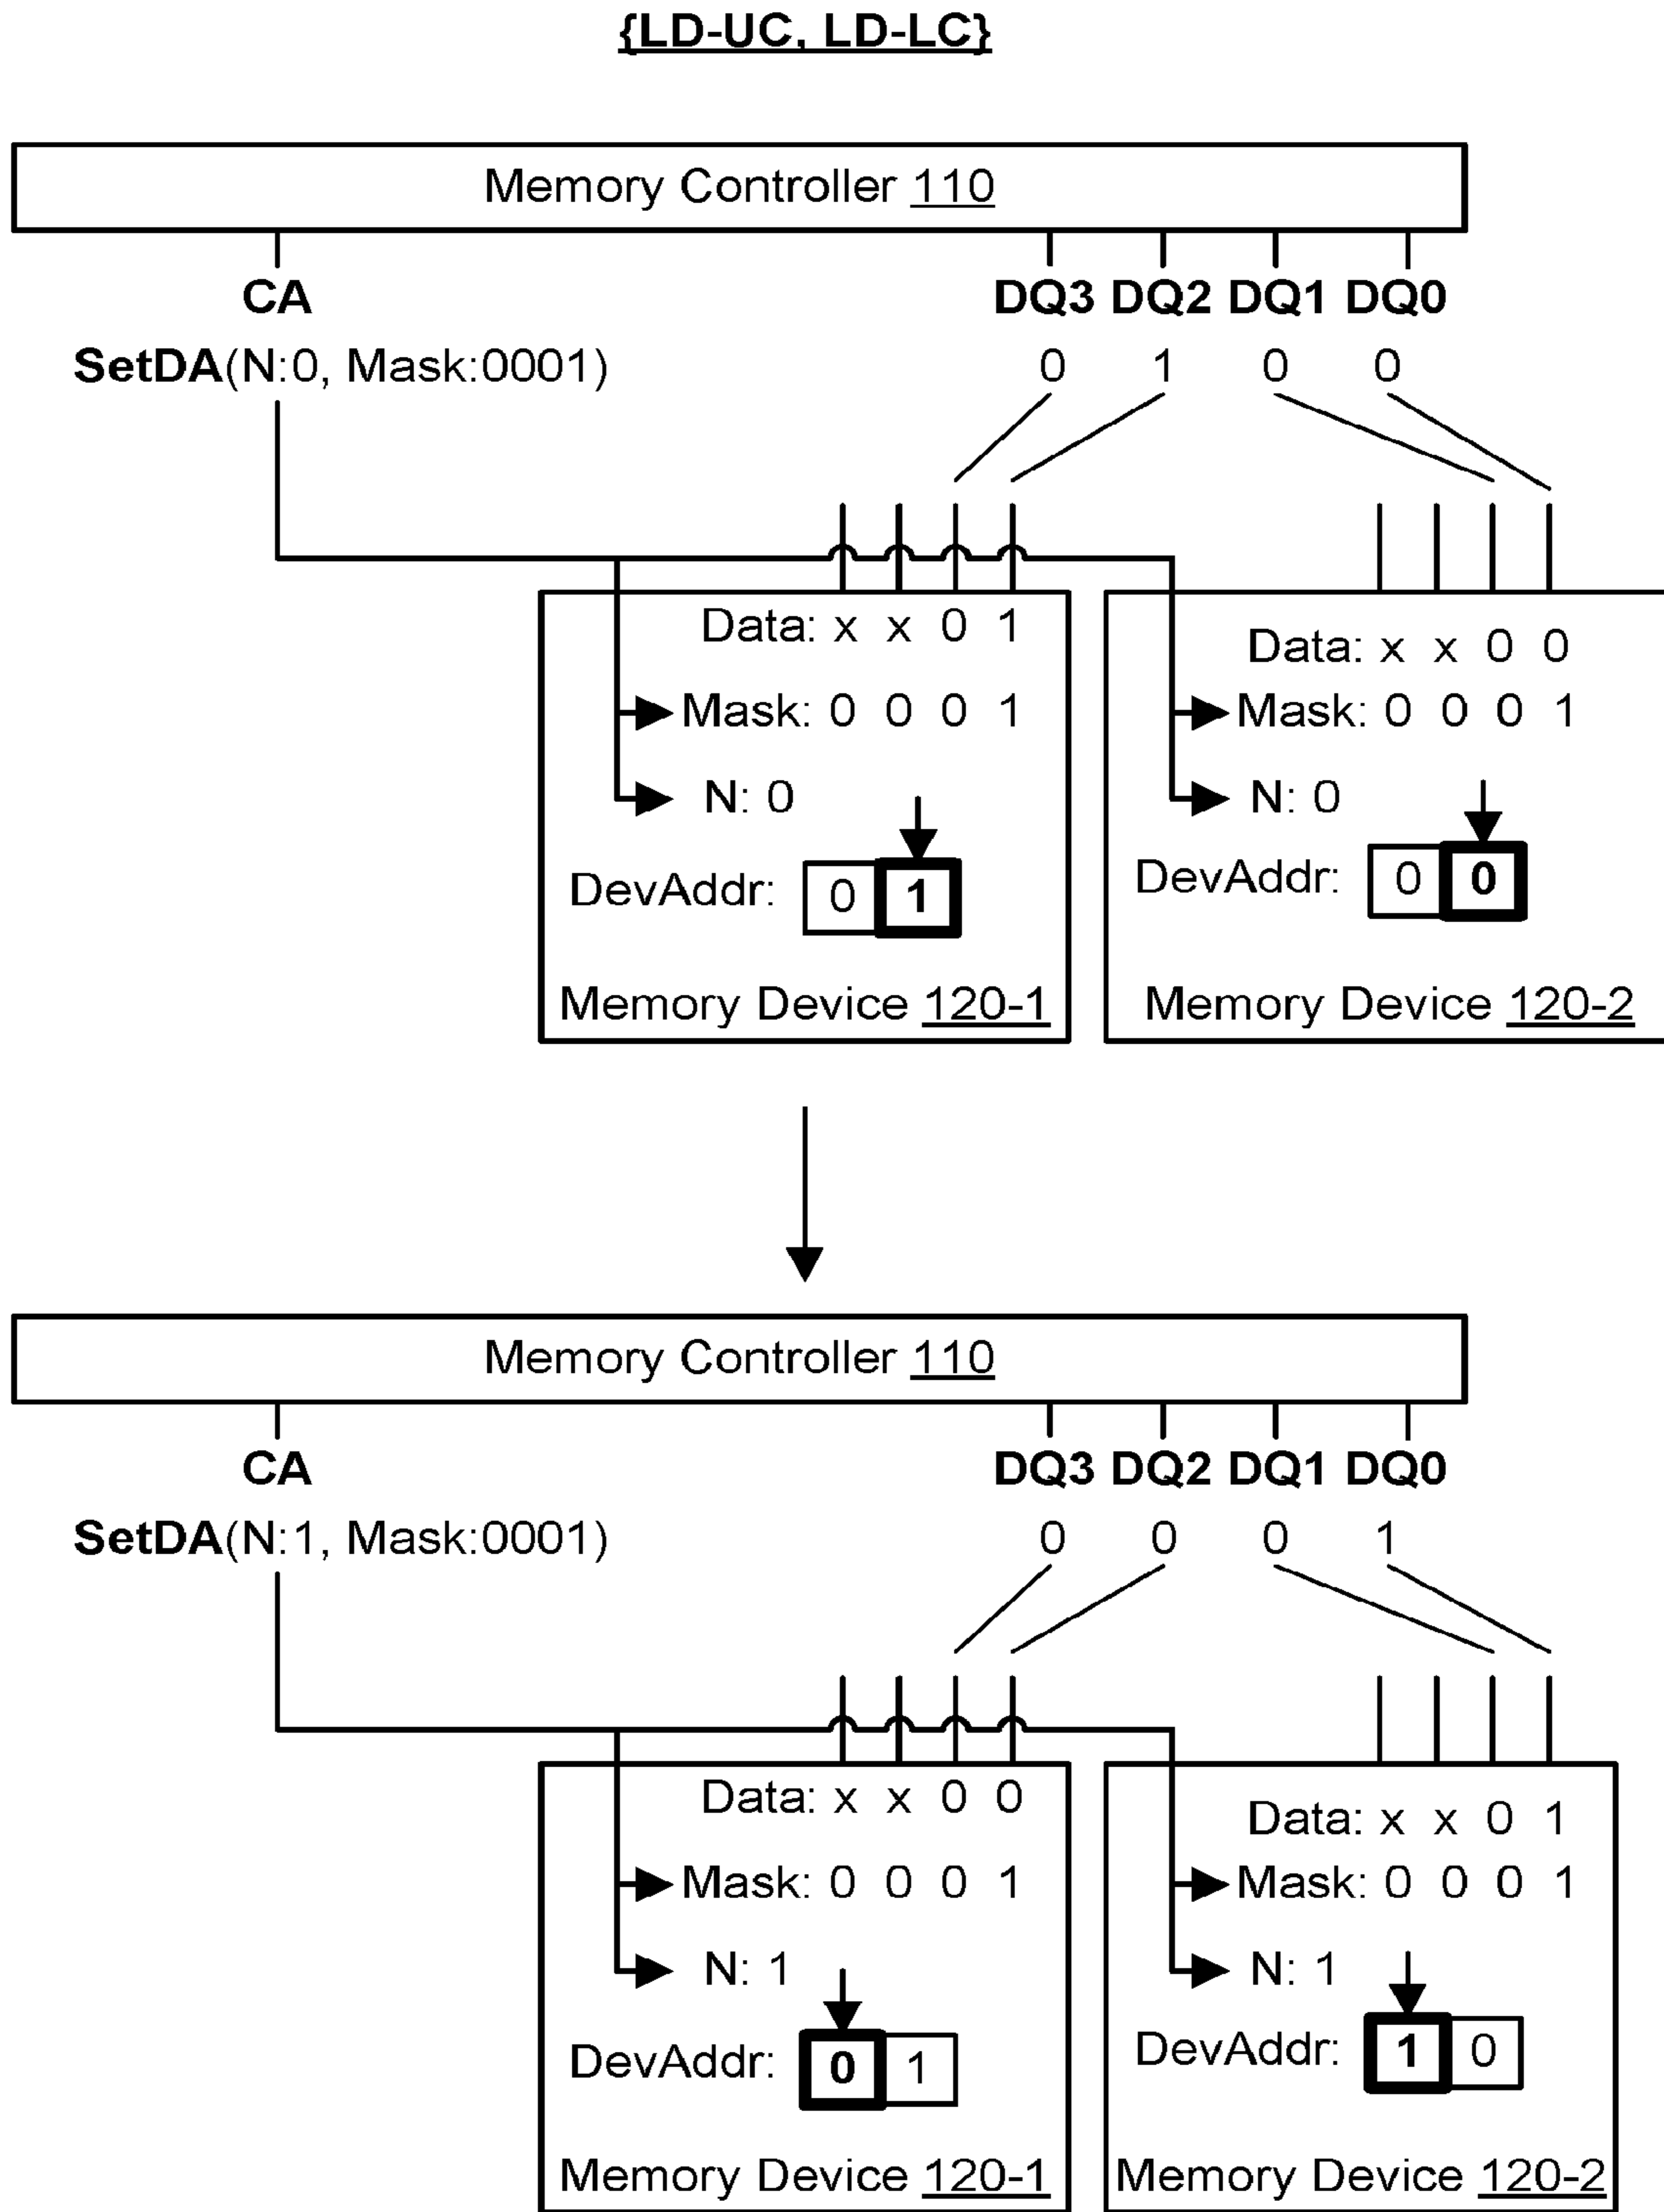 {LD-UC, LD-LC}
Memory Controller 110
CA DQ3 DQ2 DQ1 DQ0
SetDA(N:0, Mask:0001) 0 1 0 0
Data: x x 0 1
Mask: 0 0 0 1
N: 0
DevAddr: 0 1
Memory Device 120-1
Data: x x 0 0
Mask: 0 0 0 1
N: 0
DevAddr: 0 0
Memory Device 120-2
Memory Controller 110
CA DQ3 DQ2 DQ1 DQ0
SetDA(N:1, Mask:0001) 0 0 0 1
Data: x x 0 0
Mask: 0 0 0 1
N: 1
DevAddr: 0 1
Memory Device 120-1
Data: x x 0 1
Mask: 0 0 0 1
N: 1
DevAddr: 1 0
Memory Device 120-2